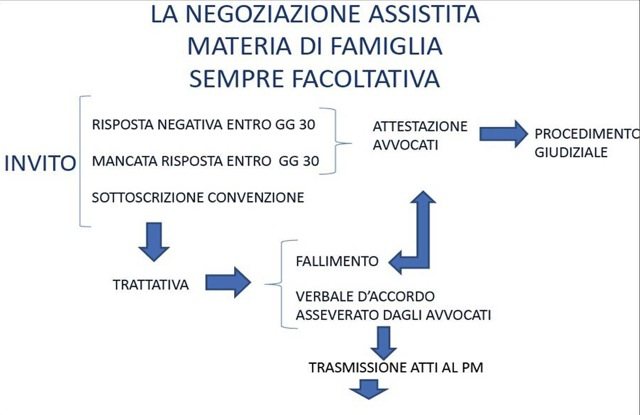 LA NEGOZIAZIONE ASSISTITA
MATERIA DI FAMIGLIA
SEMPRE FACOLTATIVA
INVITO
RISPOSTA NEGATIVA ENTRO GG 30
MANCATA RISPOSTA ENTRO GG 30
SOTTOSCRIZIONE CONVENZIONE
ATTESTAZIONE
AVVOCATI
PROCEDIMENTO
GIUDIZIALE
TRATTATIVA
FALLIMENTO
VERBALE D'ACCORDO
ASSEVERATO DAGLI AVVOCATI
TRASMISSIONE ATTI AL PM